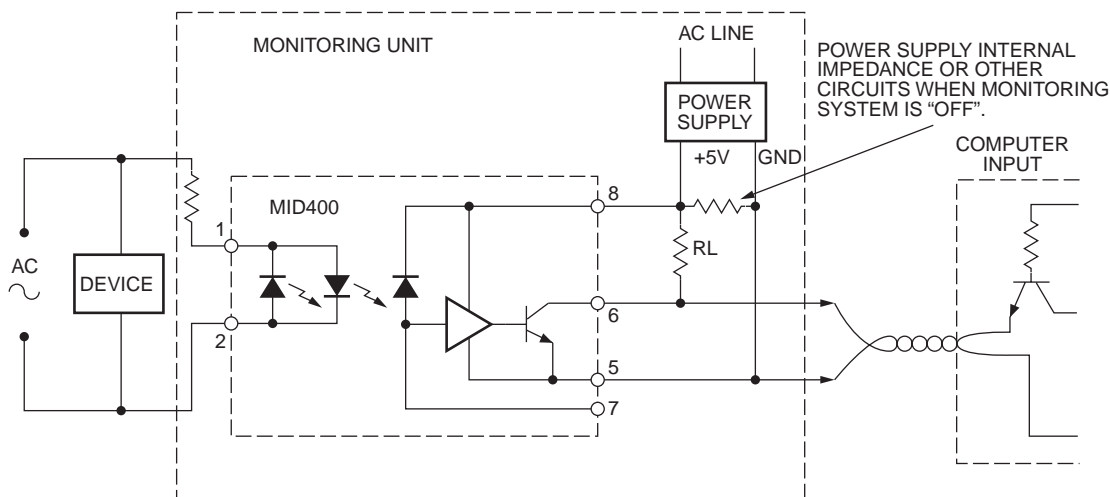 MONITORING UNIT
AC LINE
POWER SUPPLY INTERNAL
IMPEDANCE OR OTHER
CIRCUITS WHEN MONITORING
SYSTEM IS “OFF”.
POWER
SUPPLY
+5V
GND
COMPUTER
INPUT
MID400
8
1
RL
AC
DEVICE
6
2
5
7